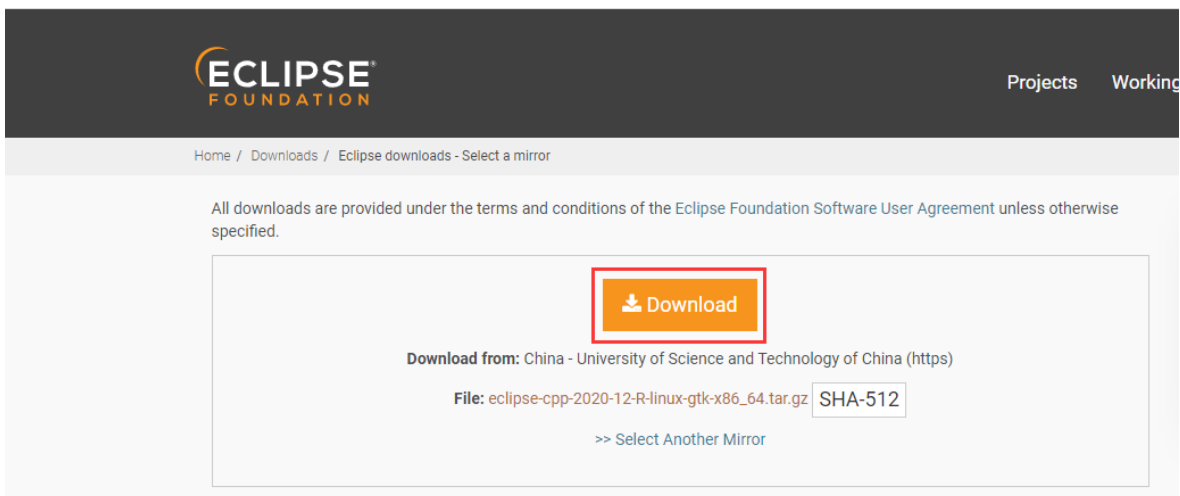 ECLIPSE®
FOUNDATION
Projects Working
Home / Downloads / Eclipse downloads - Select a mirror
All downloads are provided under the terms and conditions of the Eclipse Foundation Software User Agreement unless otherwise
specified.
Download
Download from: China - University of Science and Technology of China (https)
File: eclipse-cpp-2020-12-R-linux-gtk-x86_64.tar.gz SHA-512
>> Select Another Mirror